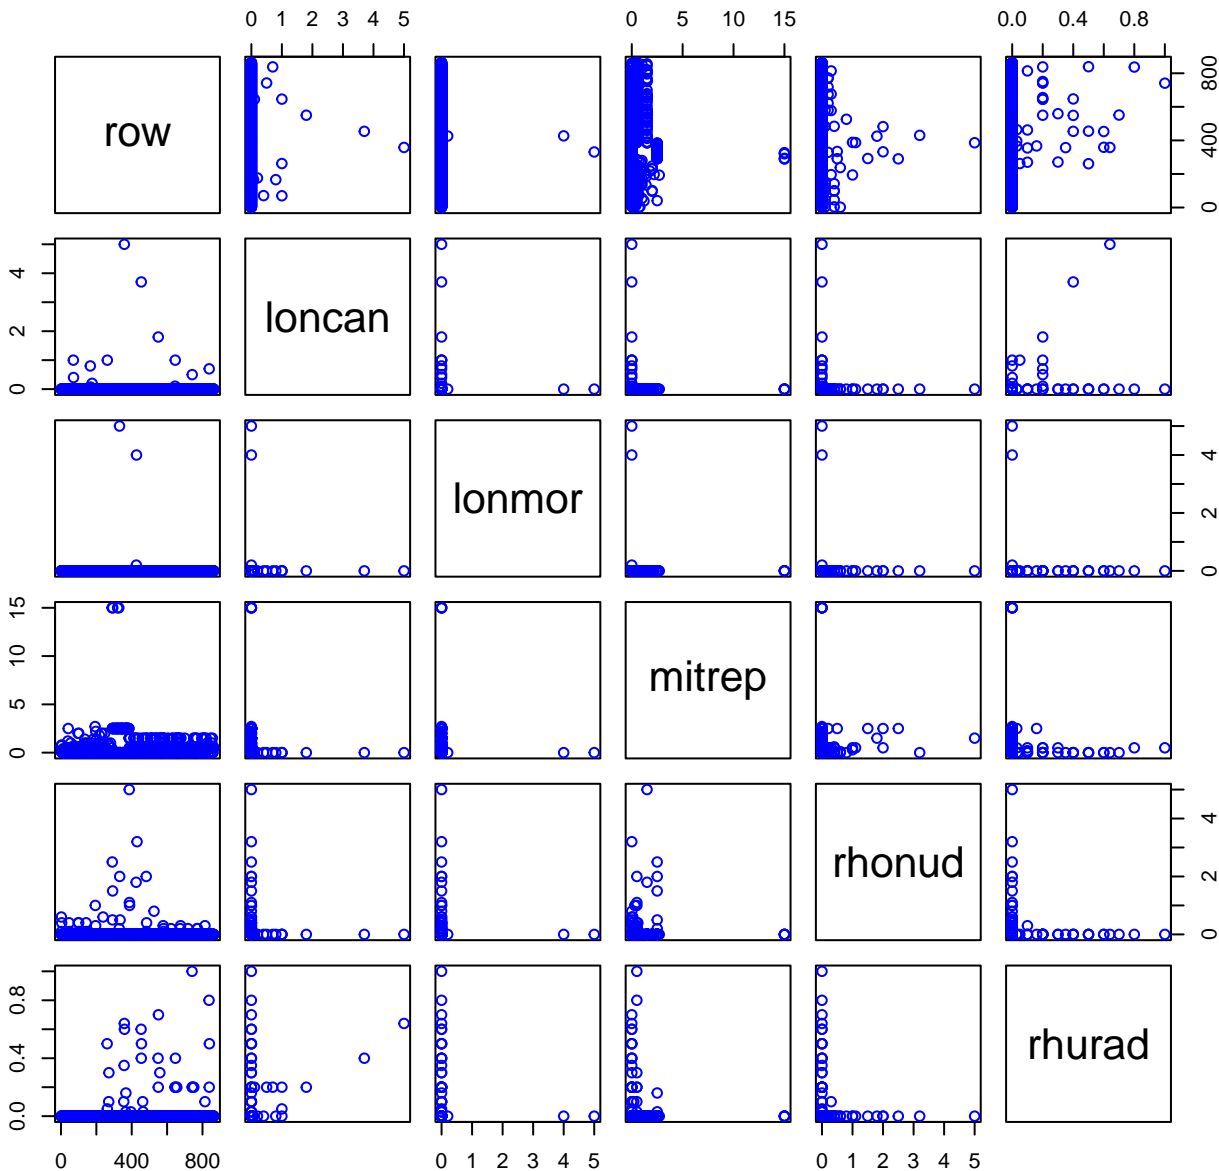 0 1 2 3 4 5 0 5 10 15 0.0 0.4 0.8
row 0 400 800
0 2 4 loncan
lonmor 0 2 4
0 5 10 15 mitrep
rhonud 0 2 4
0.0 0.4 0.8 rhurad
0 400 800 0 1 2 3 4 5 0 1 2 3 4 5